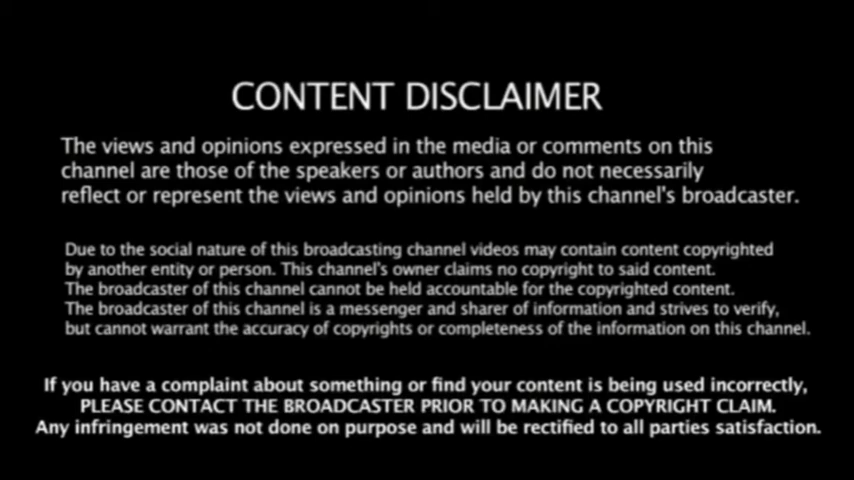 CONTENT DISCLAIMER
The views and opinions expressed in the media or comments on this
channel are those of the speakers or authors and do not necessarily
reflect or represent the views and opinions held by this channel's broadcaster.
Due to the social nature of this broadcasting channel videos may contain content copyrighted
by another entity or person. This channel's owner claims no copyright to said content.
The broadcaster of this channel cannot be held accountable for the copyrighted content.
The broadcaster of this channel is a messenger and sharer of information and strives to verify,
but cannot warrant the accuracy of copyrights or completeness of the information on this channel.
If you have a complaint about something or find your content is being used incorrectly,
PLEASE CONTACT THE BROADCASTER PRIOR TO MAKING A COPYRIGHT CLAIM.
Any infringement was not done on purpose and will be rectified to all parties satisfaction.